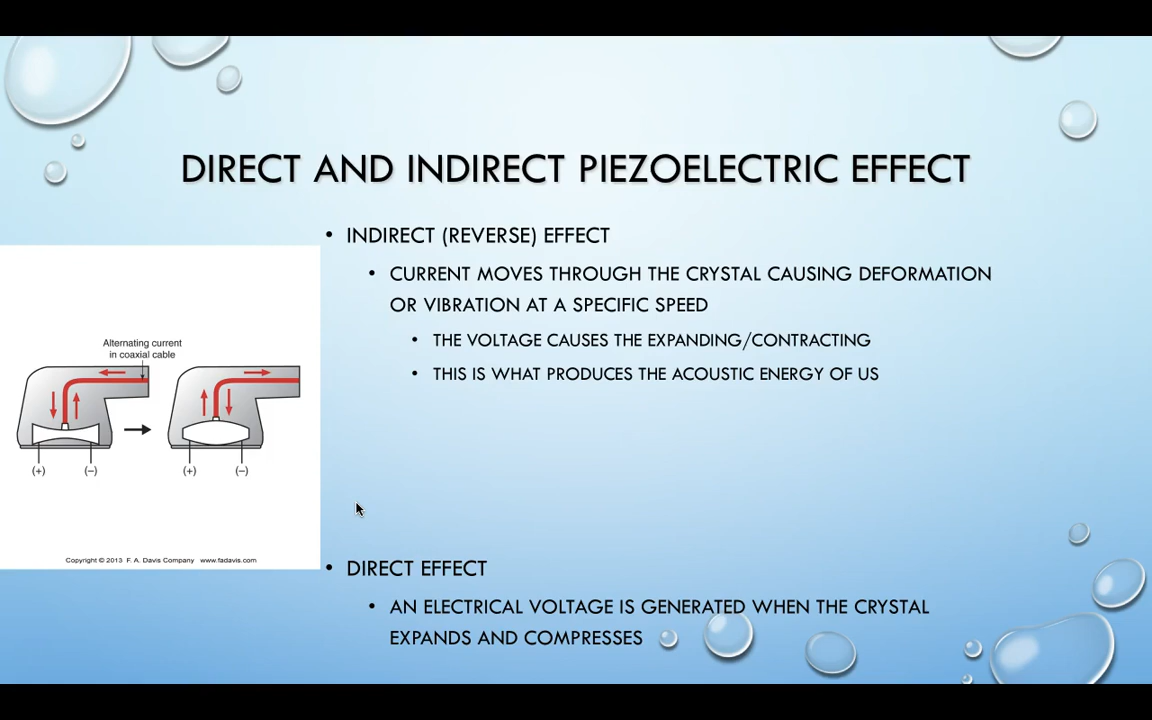 DIRECT AND INDIRECT PIEZOELECTRIC EFFECT
• INDIRECT (REVERSE) EFFECT
• CURRENT MOVES THROUGH THE CRYSTAL CAUSING DEFORMATION
OR VIBRATION AT A SPECIFIC SPEED
• THE VOLTAGE CAUSES THE EXPANDING/CONTRACTING
• THIS IS WHAT PRODUCES THE ACOUSTIC ENERGY OF US
Alternating current
in coaxial cable
(+) (–) (+) (–)
Copyright © 2013 F. A. Davis Company www.fadavis.com
• DIRECT EFFECT
• AN ELECTRICAL VOLTAGE IS GENERATED WHEN THE CRYSTAL
EXPANDS AND COMPRESSES